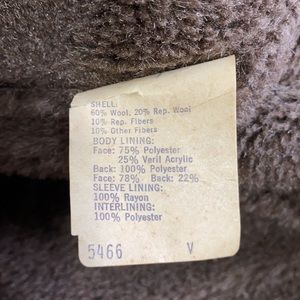 SHELL:
60% Wool, 20% Rep. Wool
10% Rep. Fibers
10% Other Fibers
BODY LINING:
Face: 75% Polyester
25% Veril Acrylic
Back: 100% Polyester
Face: 78% Back: 22%
SLEEVE LINING:
100% Rayon
INTERLINING:
100% Polyester
5466 V